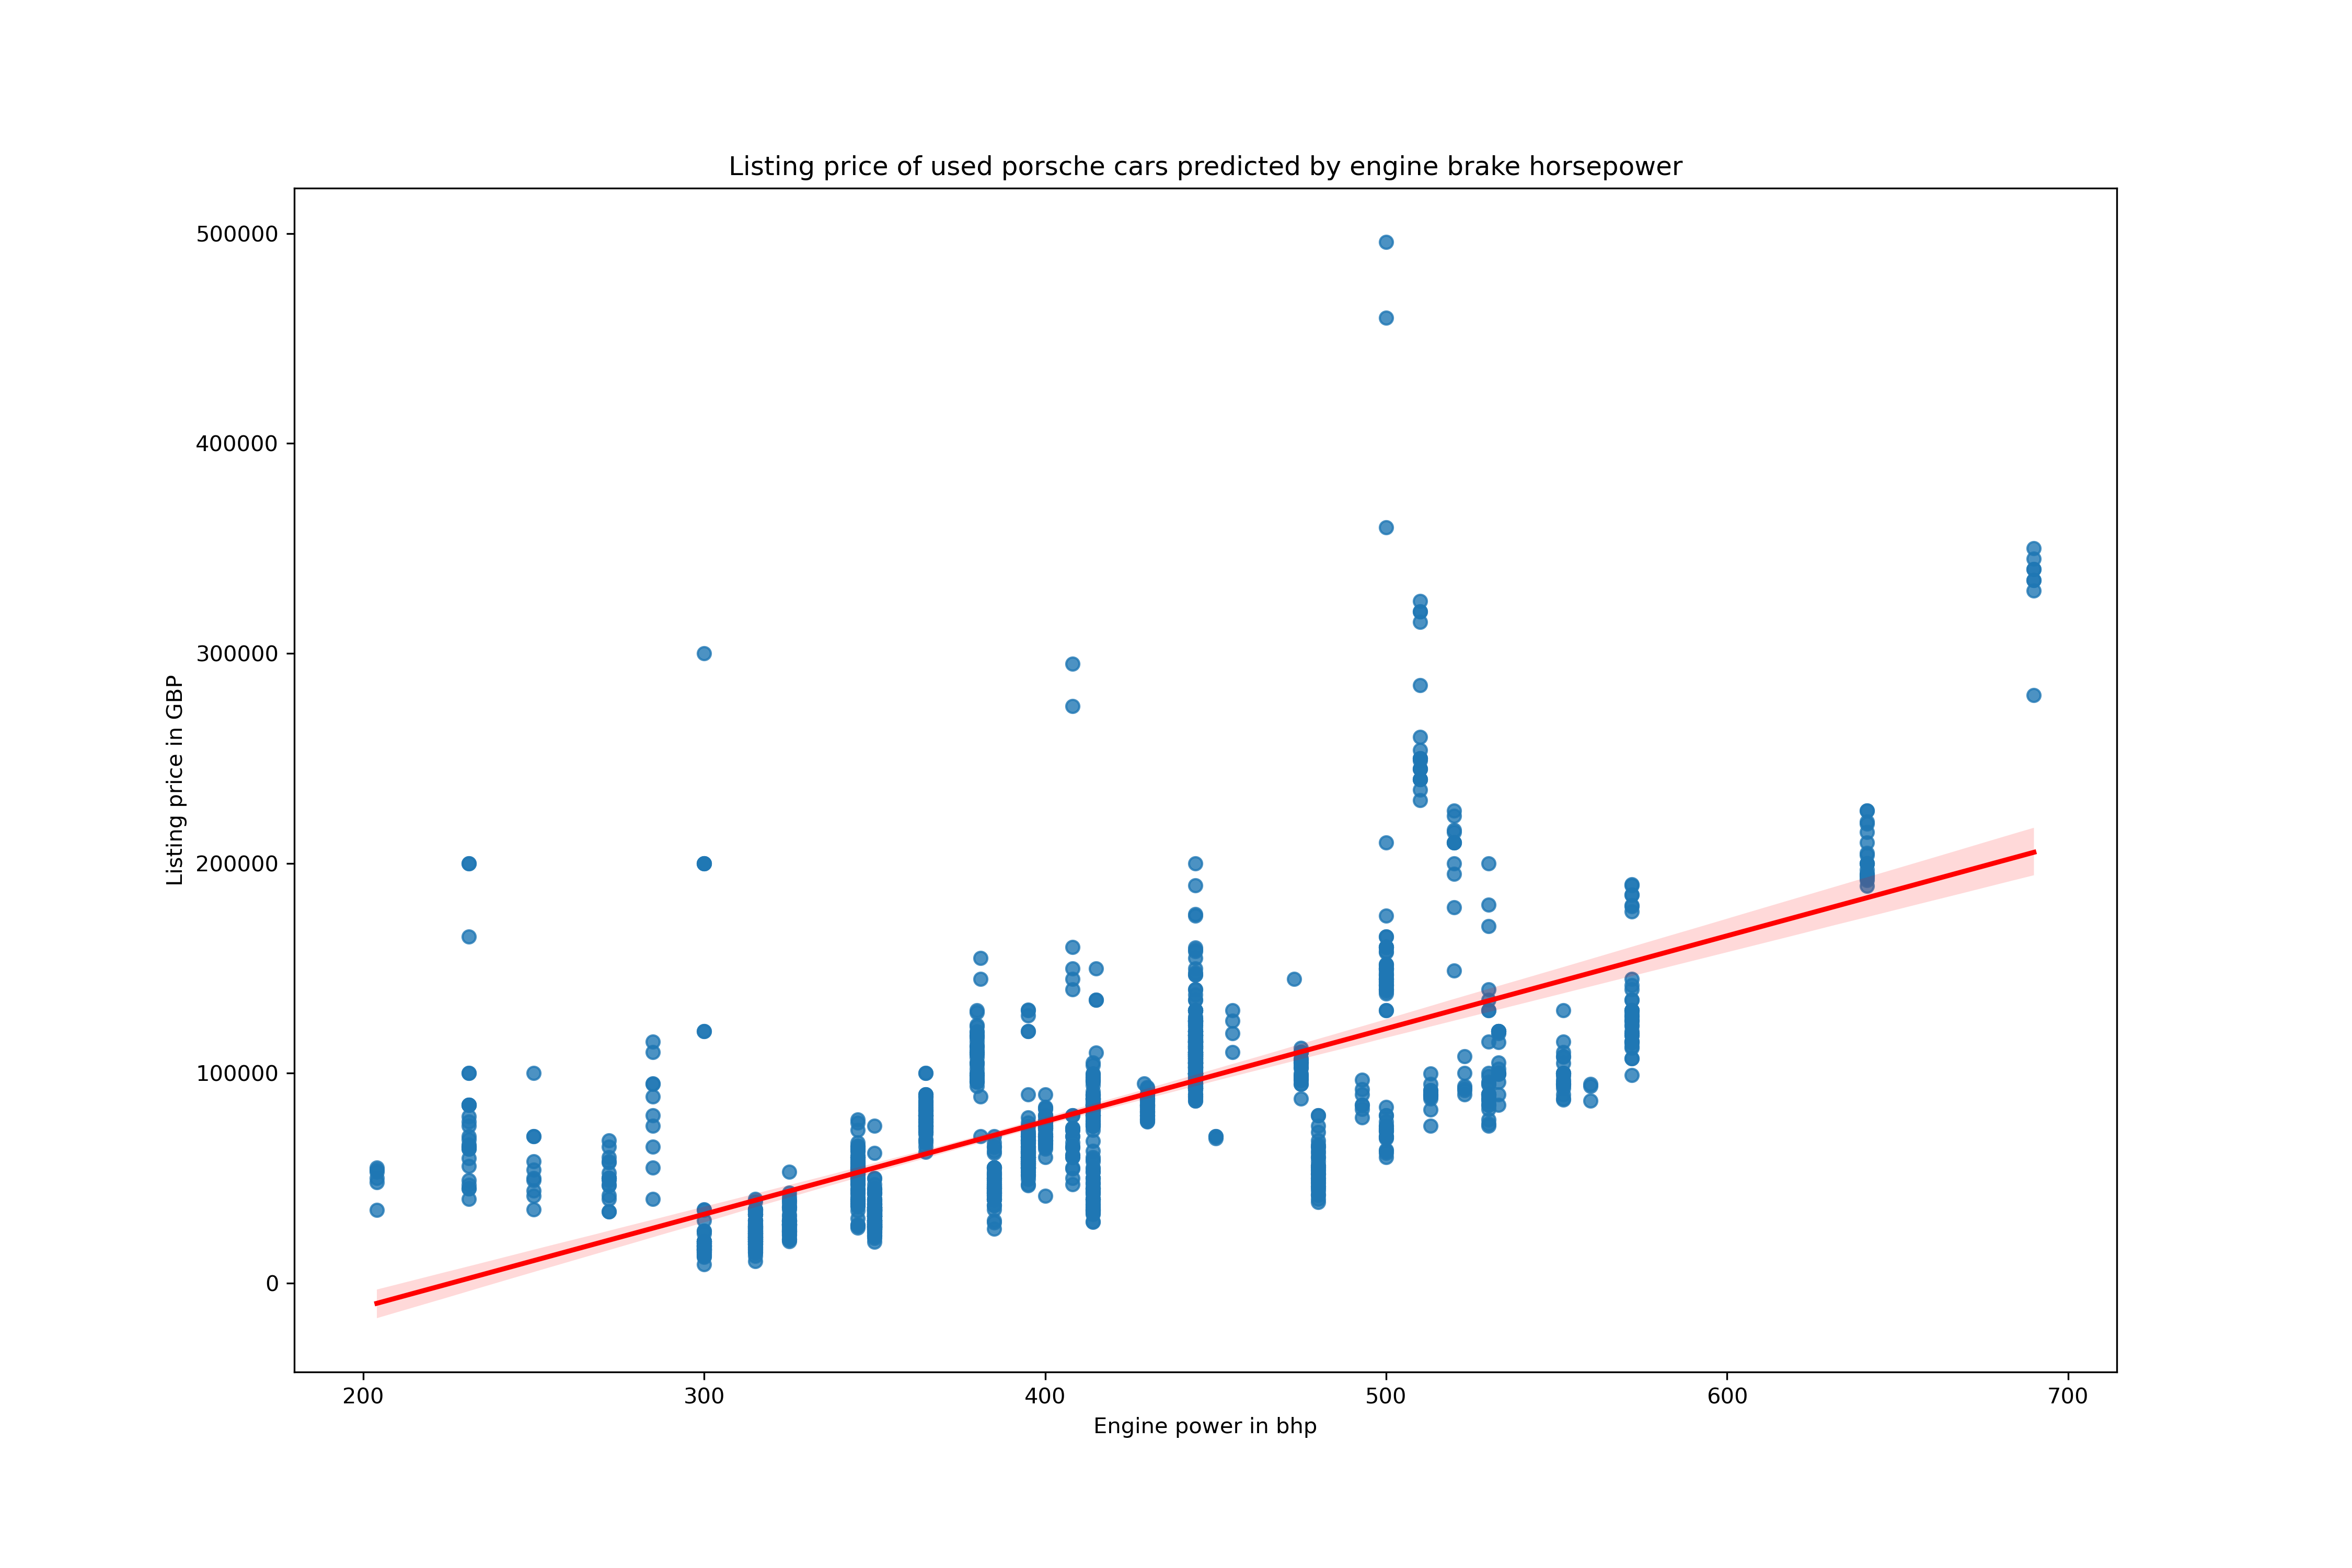 Listing price of used porsche cars predicted by engine brake horsepower
500000
400000
300000
200000
100000
0
Listing price in GBP
200 300 400 500 600 700
Engine power in bhp